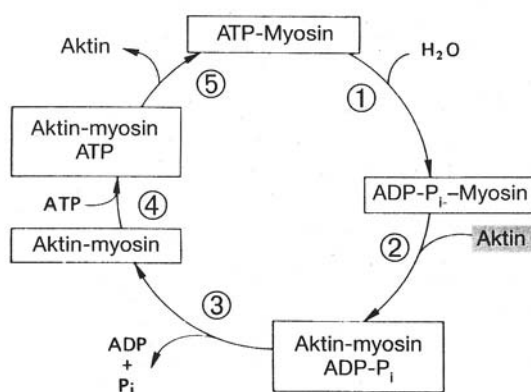 ATP-Myosin
Aktin
⑤
H₂O
①
Aktin-myosin
ATP
ADP-Pᵢ-–Myosin
ATP
④
②
Aktin
Aktin-myosin
③
ADP
+
Pᵢ
Aktin-myosin
ADP-Pᵢ